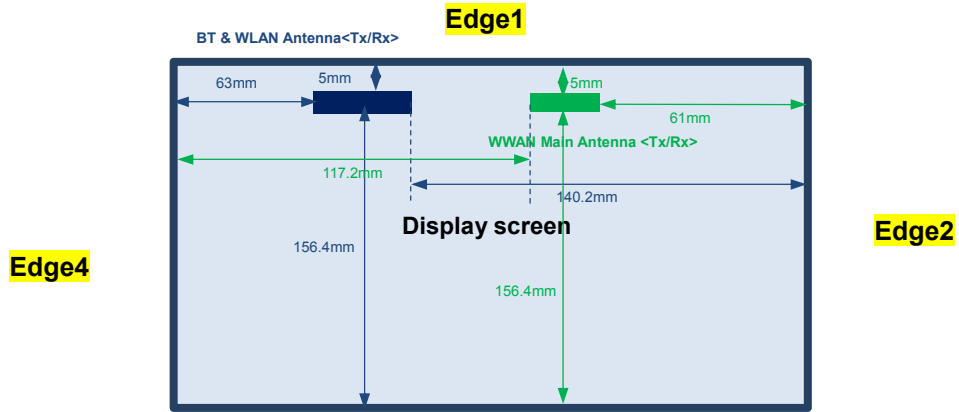 Edge1
BT & WLAN Antenna<Tx/Rx>
63mm
5mm
5mm
61mm
WWAN Main Antenna <Tx/Rx>
117.2mm
140.2mm
Display screen
Edge2
156.4mm
Edge4
156.4mm